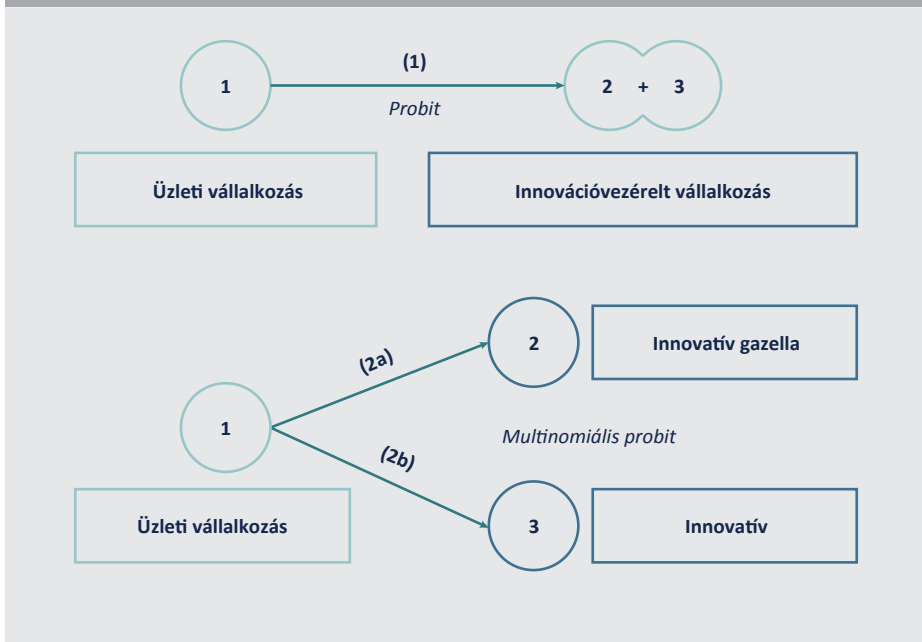 (1)
1
2 + 3
Probit
Üzleti vállalkozás
Innovációvezérelt vállalkozás
2
Innovatív gazella
(2a)
1
Multinomiális probit
(2b)
3
Üzleti vállalkozás
Innovatív